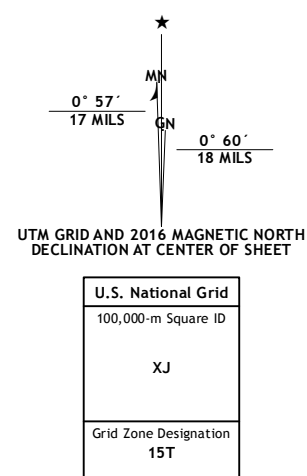 ★
MN
0° 57´
17 MILS
GN
0° 60´
18 MILS
UTM GRID AND 2016 MAGNETIC NORTH
DECLINATION AT CENTER OF SHEET
U.S. National Grid
100,000-m Square ID
XJ
Grid Zone Designation
15T